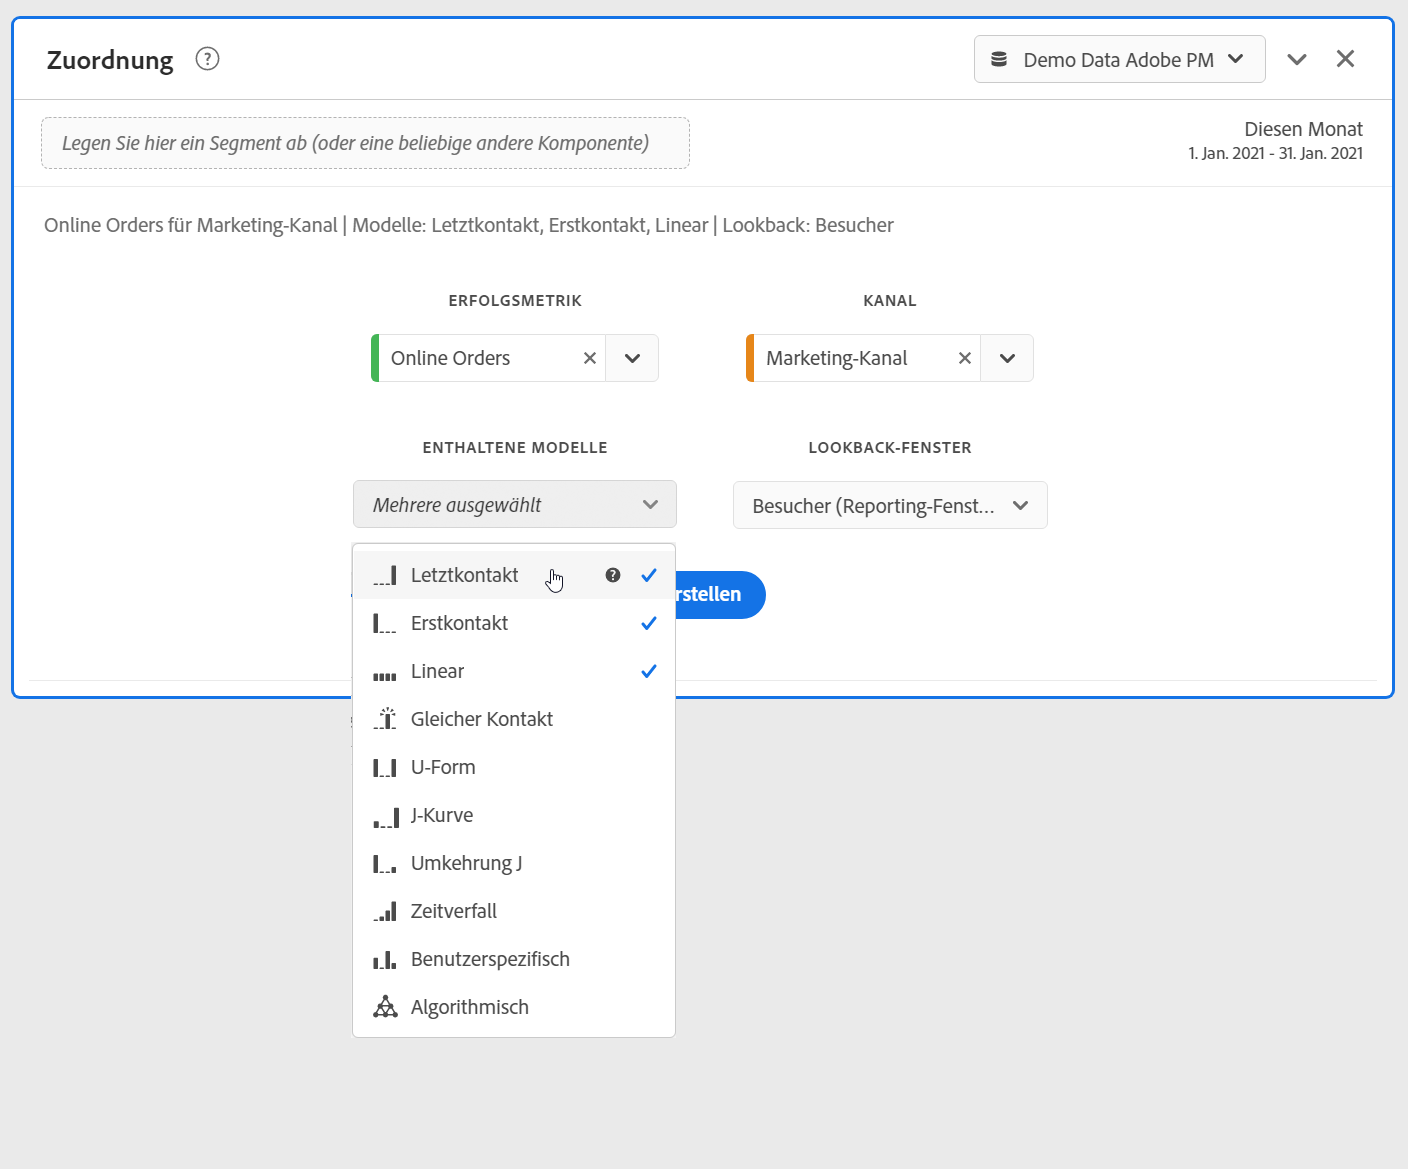 Zuordnung ?
Demo Data Adobe PM
Legen Sie hier ein Segment ab (oder eine beliebige andere Komponente)
Diesen Monat
1. Jan. 2021 - 31. Jan. 2021
Online Orders für Marketing-Kanal | Modelle: Letztkontakt, Erstkontakt, Linear | Lookback: Besucher
ERFOLGSMETRIK
KANAL
Online Orders
Marketing-Kanal
ENTHALTENE MODELLE
LOOKBACK-FENSTER
Mehrere ausgewählt
Besucher (Reporting-Fenst...
rstellen
Letztkontakt ?
Erstkontakt
Linear
Gleicher Kontakt
U-Form
J-Kurve
Umkehrung J
Zeitverfall
Benutzerspezifisch
Algorithmisch